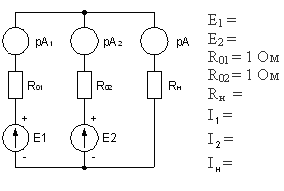 pA1
pA2
pA
R01
R02
Rн
+
+
E1
E2
-
-
E1 =
E2 =
R01 = 1 Ом
R02 = 1 Ом
Rн =
I1 =
I2 =
Iн =